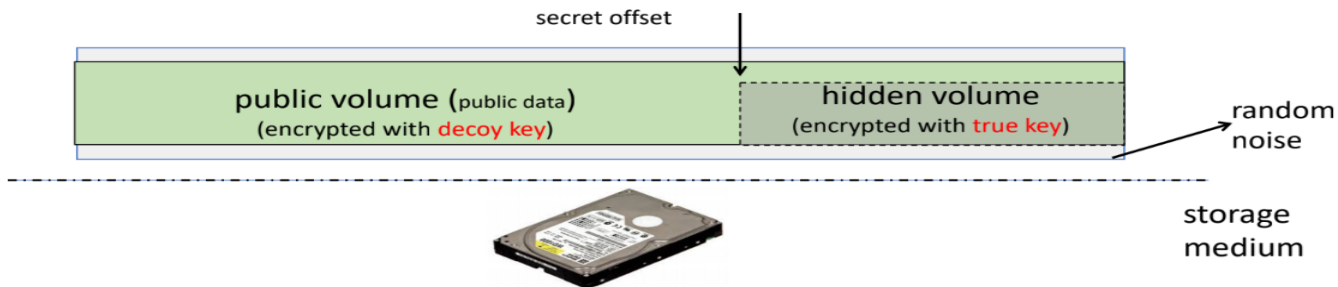 secret offset
public volume (public data)
(encrypted with decoy key)
hidden volume
(encrypted with true key)
random
noise
storage
medium